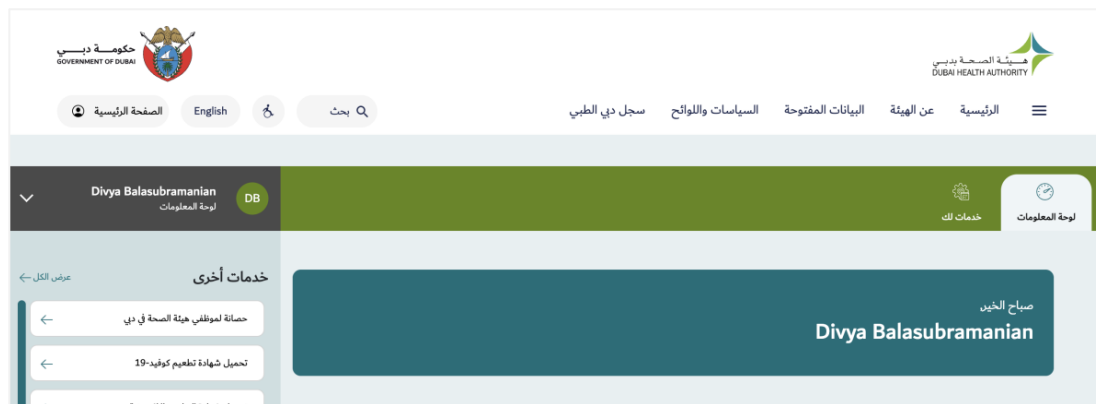 هـيئـة الصـحـة بدبـي
DUBAI HEALTH AUTHORITY
حكومـــة دبــــي
GOVERNMENT OF DUBAI
الرئيسية
عن الهيئة
البيانات المفتوحة
السياسات واللوائح
سجل دبي الطبي
بحث
English
الصفحة الرئيسية
لوحة المعلومات
خدمات لك
DB
Divya Balasubramanian
لوحة المعلومات
صباح الخير,
Divya Balasubramanian
خدمات أخرى
عرض الكل
حصانة لموظفي هيئة الصحة في دبي
تحميل شهادة تطعيم كوفيد-19